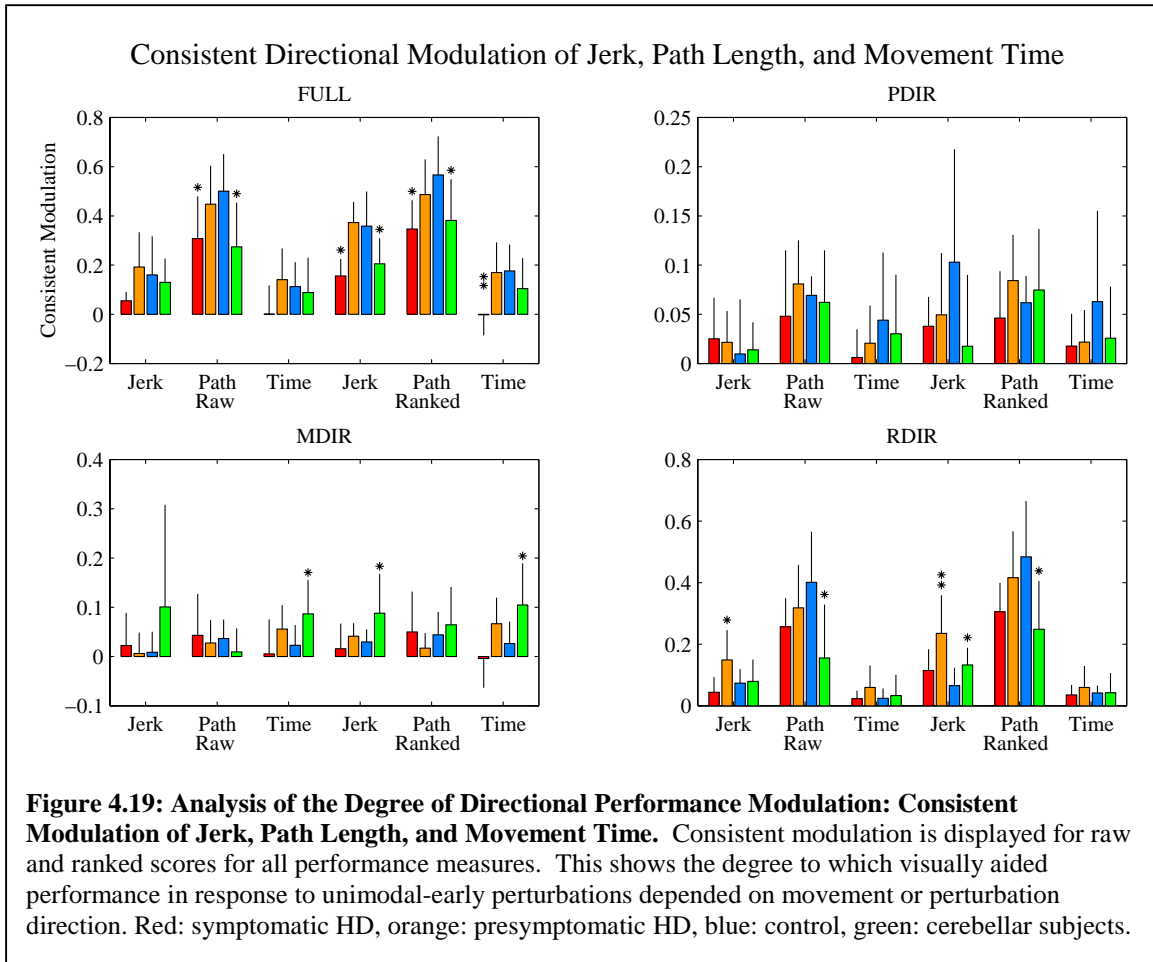 Consistent Directional Modulation of Jerk, Path Length, and Movement Time
FULL
Consistent Modulation
0.8
0.6
0.4
0.2
0
–0.2
Jerk Path Time Jerk Path Time
Raw Ranked
PDIR
0.25
0.2
0.15
0.1
0.05
0
Jerk Path Time Jerk Path Time
Raw Ranked
MDIR
0.4
0.3
0.2
0.1
0
–0.1
Jerk Path Time Jerk Path Time
Raw Ranked
RDIR
0.8
0.6
0.4
0.2
0
Jerk Path Time Jerk Path Time
Raw Ranked
Figure 4.19: Analysis of the Degree of Directional Performance Modulation: Consistent
Modulation of Jerk, Path Length, and Movement Time. Consistent modulation is displayed for raw
and ranked scores for all performance measures. This shows the degree to which visually aided
performance in response to unimodal-early perturbations depended on movement or perturbation
direction. Red: symptomatic HD, orange: presymptomatic HD, blue: control, green: cerebellar subjects.